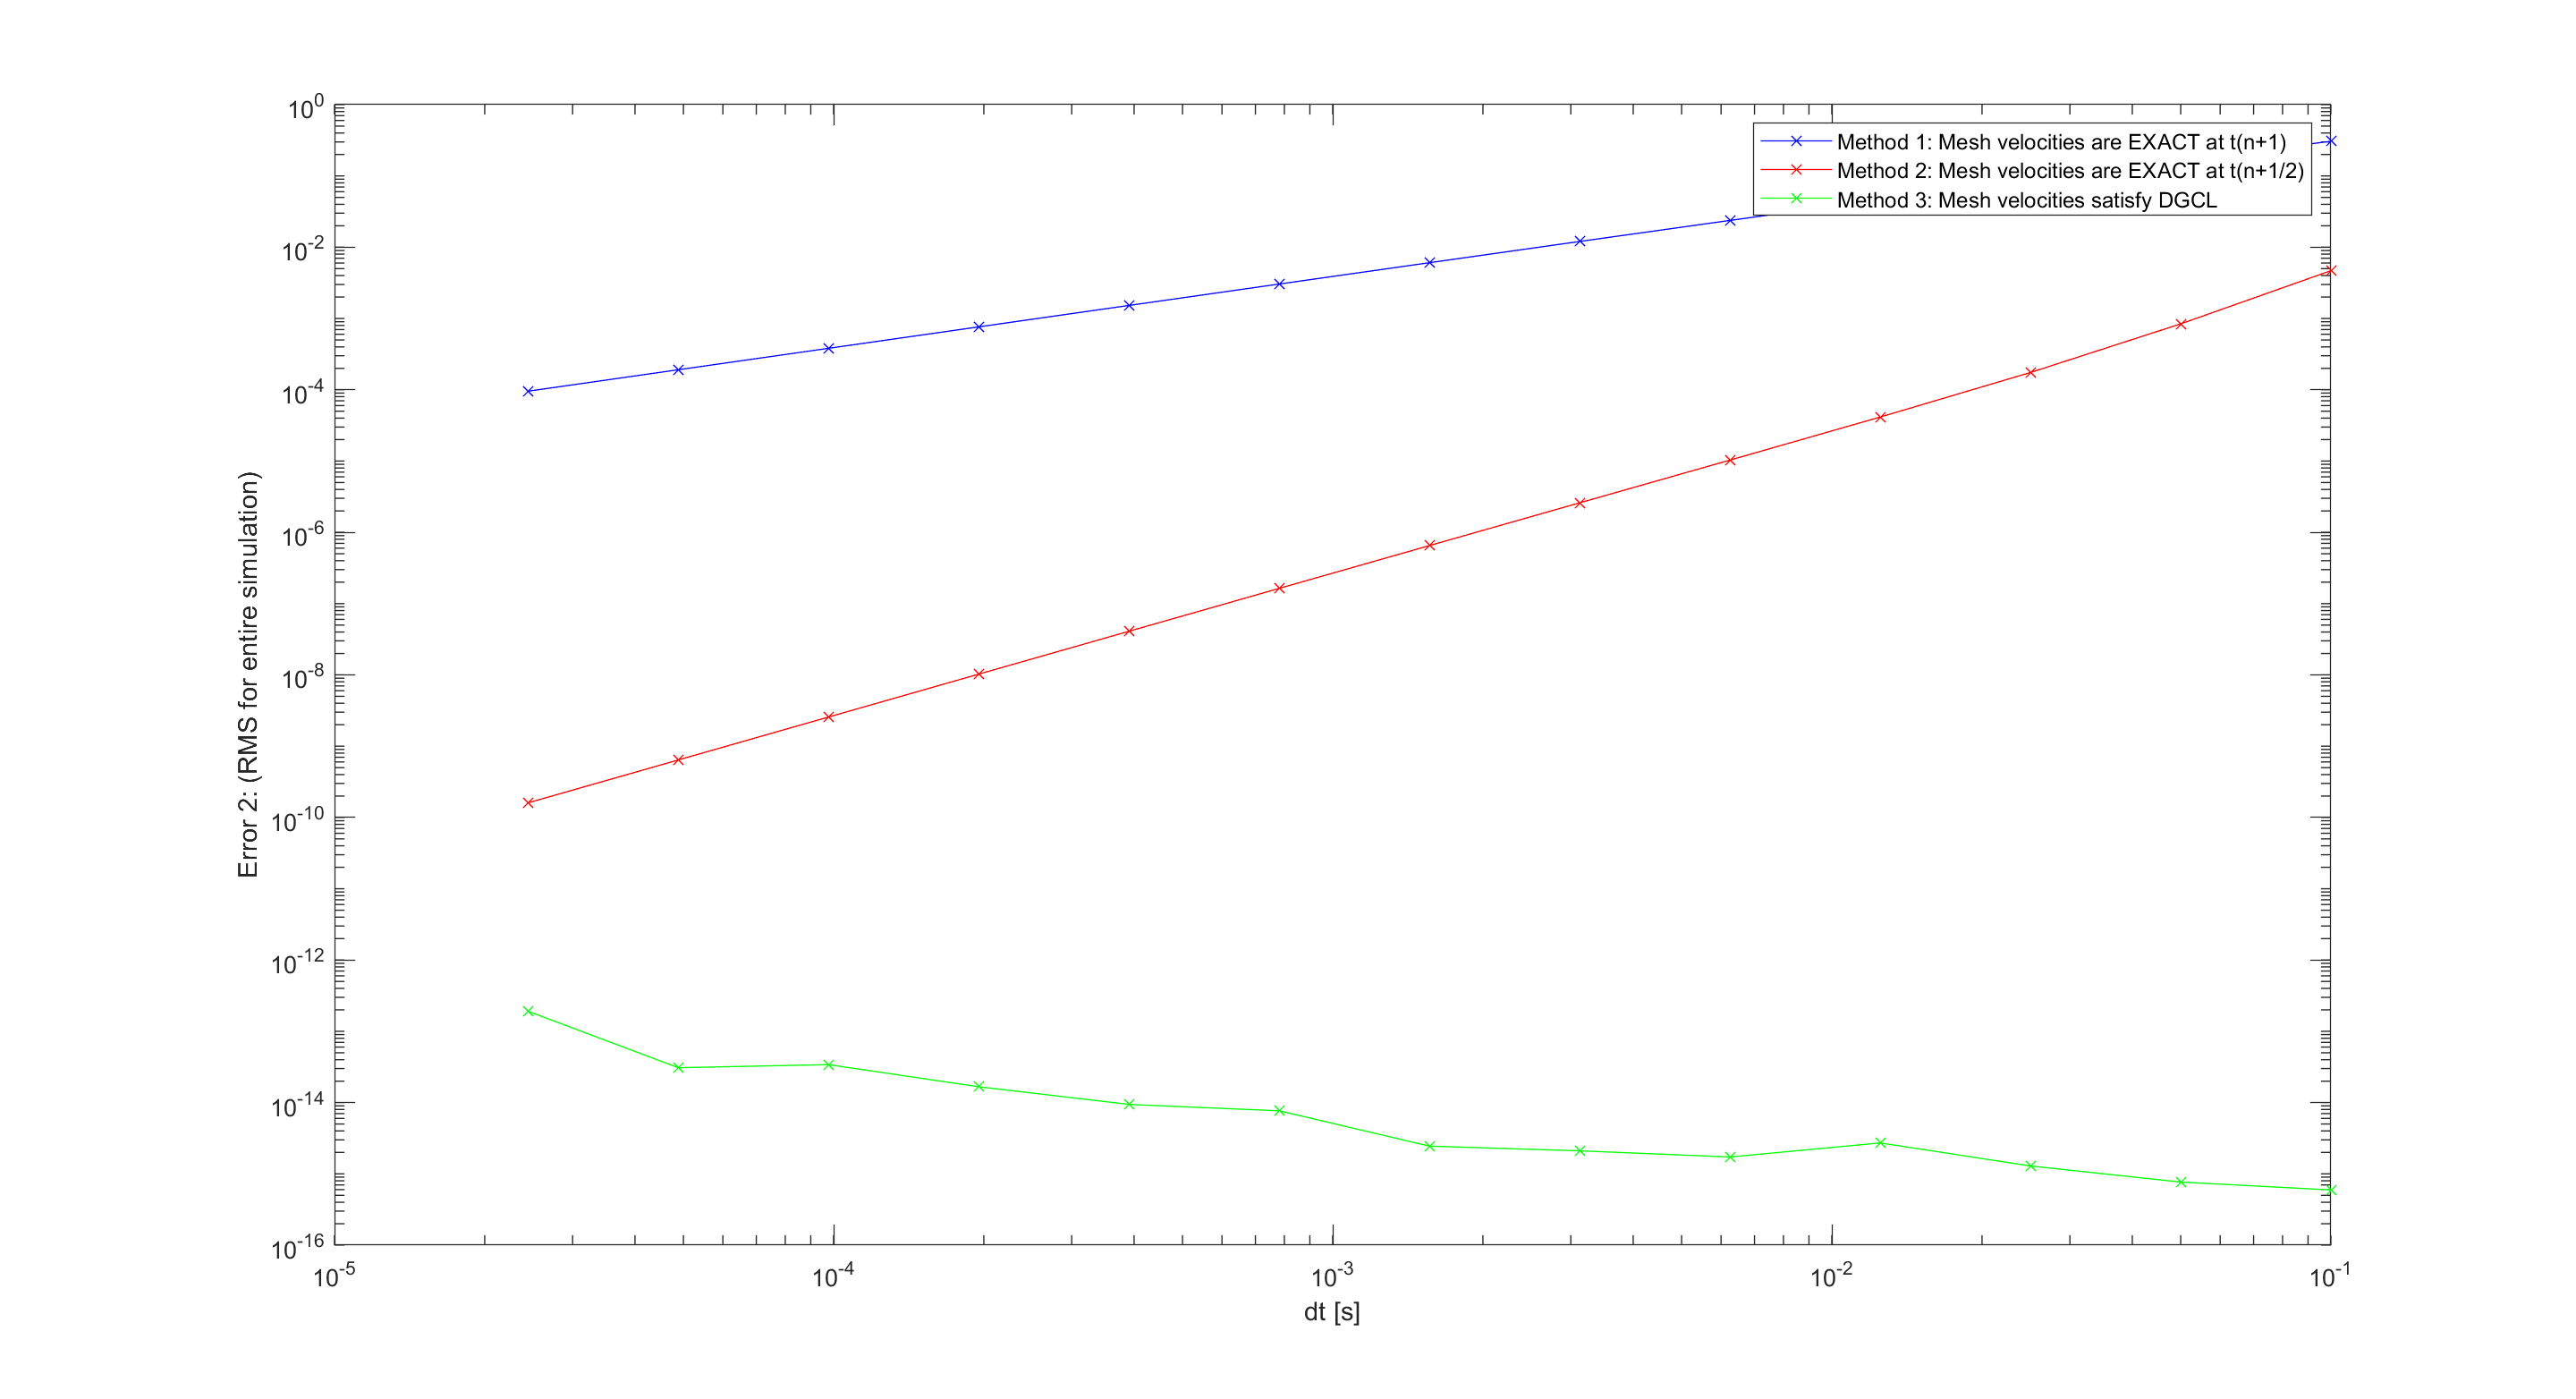 10^0
10^-2
10^-4
10^-6
10^-8
10^-10
10^-12
10^-14
10^-16
Error 2: (RMS for entire simulation)
Method 1: Mesh velocities are EXACT at t(n+1)
Method 2: Mesh velocities are EXACT at t(n+1/2)
Method 3: Mesh velocities satisfy DGCL
10^-5
10^-4
10^-3
10^-2
10^-1
dt [s]